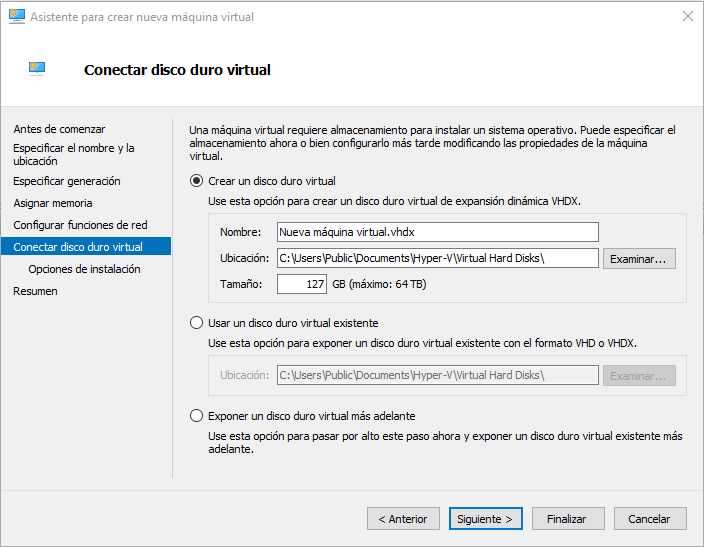 Asistente para crear nueva máquina virtual
Conectar disco duro virtual
Antes de comenzar
Especificar el nombre y la
ubicación
Especificar generación
Asignar memoria
Configurar funciones de red
Conectar disco duro virtual
Opciones de instalación
Resumen
Una máquina virtual requiere almacenamiento para instalar un sistema operativo. Puede especificar el
almacenamiento ahora o bien configurarlo más tarde modificando las propiedades de la máquina
virtual.
Crear un disco duro virtual
Use esta opción para crear un disco duro virtual de expansión dinámica VHDX.
Nombre: Nueva máquina virtual.vhdx
Ubicación: C:\Users\Public\Documents\Hyper-V\Virtual Hard Disks\ Examinar...
Tamaño: 127 GB (máximo: 64 TB)
Usar un disco duro virtual existente
Use esta opción para exponer un disco duro virtual existente con el formato VHD o VHDX.
Ubicación: C:\Users\Public\Documents\Hyper-V\Virtual Hard Disks\ Examinar...
Exponer un disco duro virtual más adelante
Use esta opción para pasar por alto este paso ahora y exponer un disco duro virtual existente más
adelante.
< Anterior Siguiente > Finalizar Cancelar